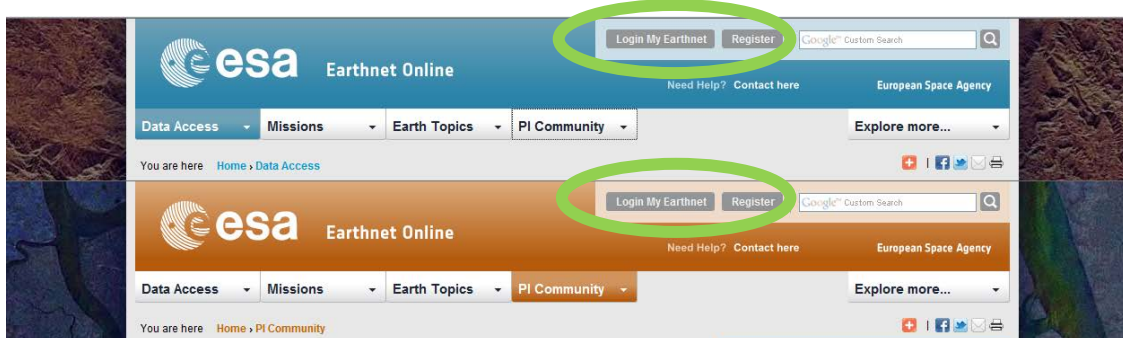 Login My Earthnet Register Google™ Custom Search
esa Earthnet Online
Need Help? Contact here European Space Agency
Data Access Missions Earth Topics PI Community Explore more...
You are here Home › Data Access
Login My Earthnet Register Google™ Custom Search
esa Earthnet Online
Need Help? Contact here European Space Agency
Data Access Missions Earth Topics PI Community Explore more...
You are here Home › PI Community